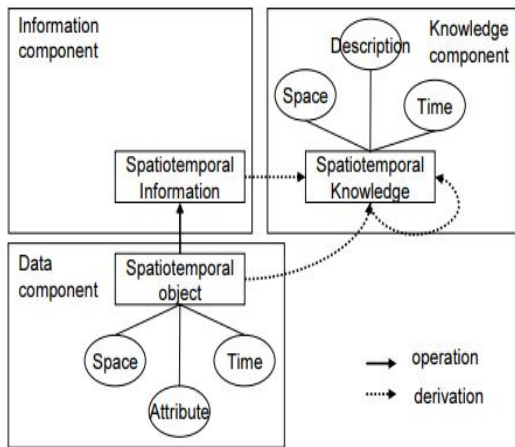 Information
component
Knowledge
component
Description
Space
Time
Spatiotemporal
Information
Spatiotemporal
Knowledge
Data
component
Spatiotemporal
object
Space
Time
Attribute
operation
derivation